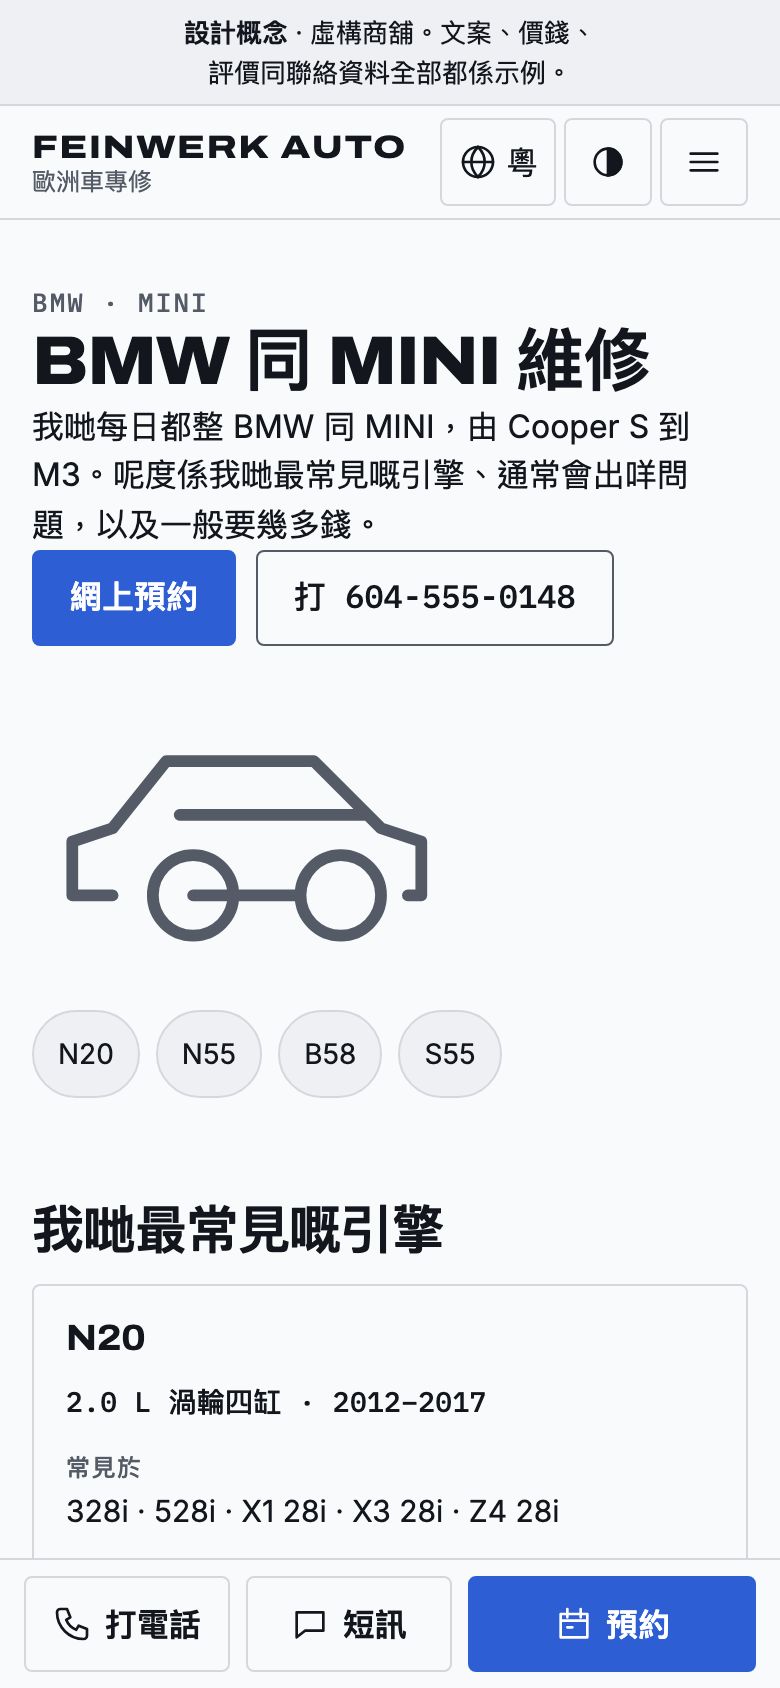 設計概念 · 虛構商舖。文案、價錢、
評價同聯絡資料全部都係示例。
FEINWERK AUTO
歐洲車專修
粵
BMW · MINI
BMW 同 MINI 維修
我哋每日都整 BMW 同 MINI，由 Cooper S 到
M3。呢度係我哋最常見嘅引擎、通常會出咩問
題，以及一般要幾多錢。
網上預約
打 604-555-0148
N20
N55
B58
S55
我哋最常見嘅引擎
N20
2.0 L 渦輪四缸 · 2012–2017
常見於
328i · 528i · X1 28i · X3 28i · Z4 28i
打電話
短訊
預約